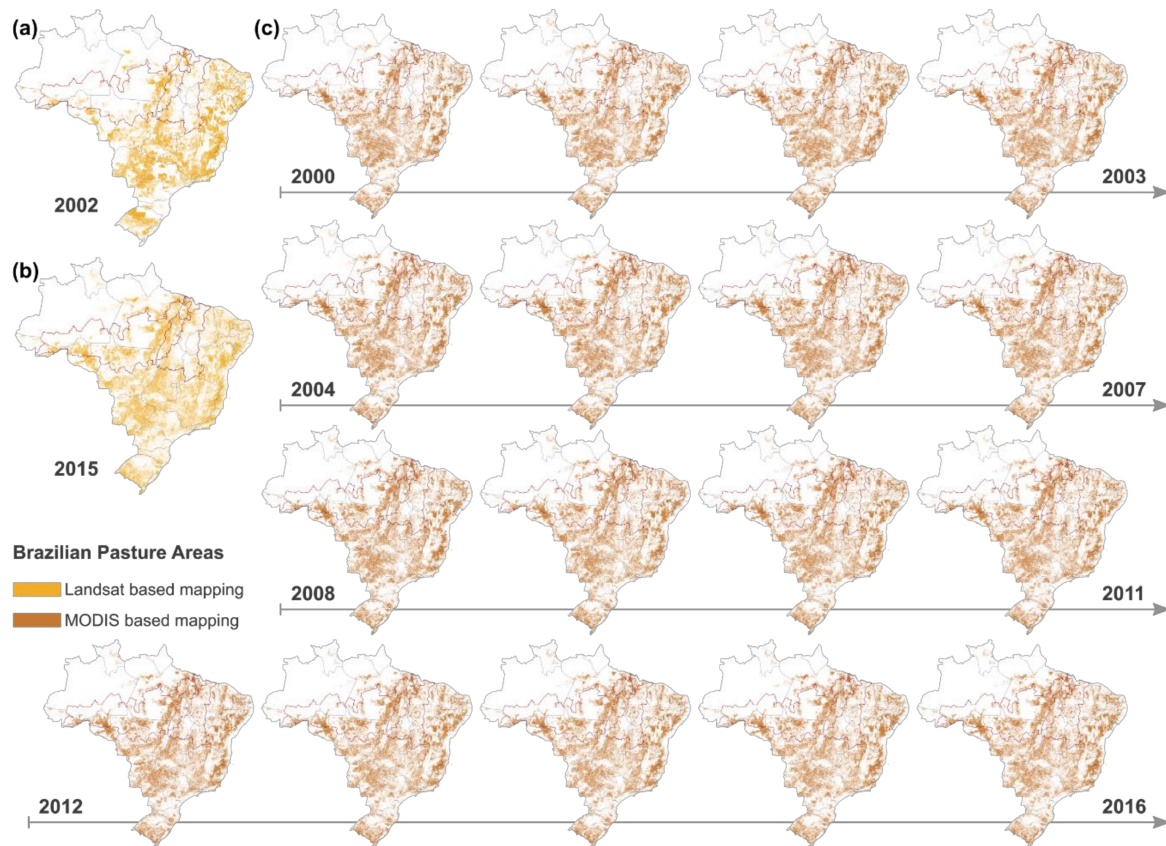 (a)
2002
(b)
2015
(c)
2000
2003
2004
2007
2008
2011
Brazilian Pasture Areas
Landsat based mapping
MODIS based mapping
2012
2016